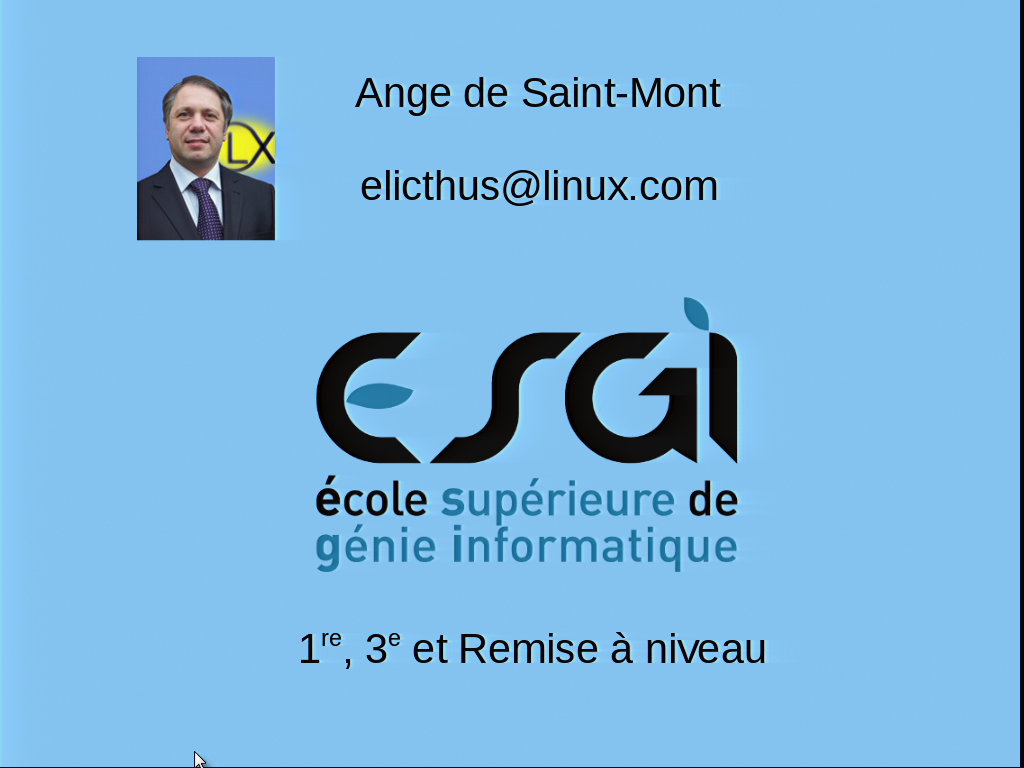 LX
Ange de Saint-Mont
elicthus@linux.com
ESGI
école supérieure de
génie informatique
1re, 3e et Remise à niveau